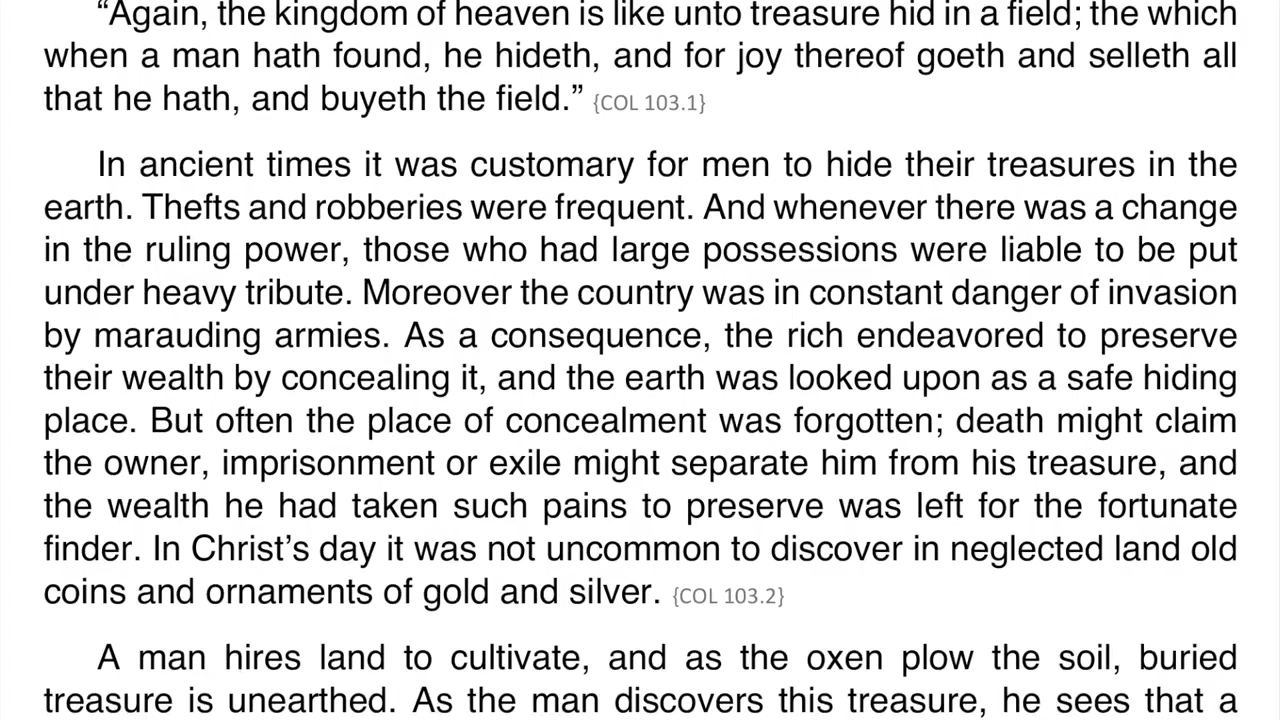 “Again, the kingdom of heaven is like unto treasure hid in a field; the which
when a man hath found, he hideth, and for joy thereof goeth and selleth all
that he hath, and buyeth the field.” {COL 103.1}
In ancient times it was customary for men to hide their treasures in the
earth. Thefts and robberies were frequent. And whenever there was a change
in the ruling power, those who had large possessions were liable to be put
under heavy tribute. Moreover the country was in constant danger of invasion
by marauding armies. As a consequence, the rich endeavored to preserve
their wealth by concealing it, and the earth was looked upon as a safe hiding
place. But often the place of concealment was forgotten; death might claim
the owner, imprisonment or exile might separate him from his treasure, and
the wealth he had taken such pains to preserve was left for the fortunate
finder. In Christ’s day it was not uncommon to discover in neglected land old
coins and ornaments of gold and silver. {COL 103.2}
A man hires land to cultivate, and as the oxen plow the soil, buried
treasure is unearthed. As the man discovers this treasure, he sees that a